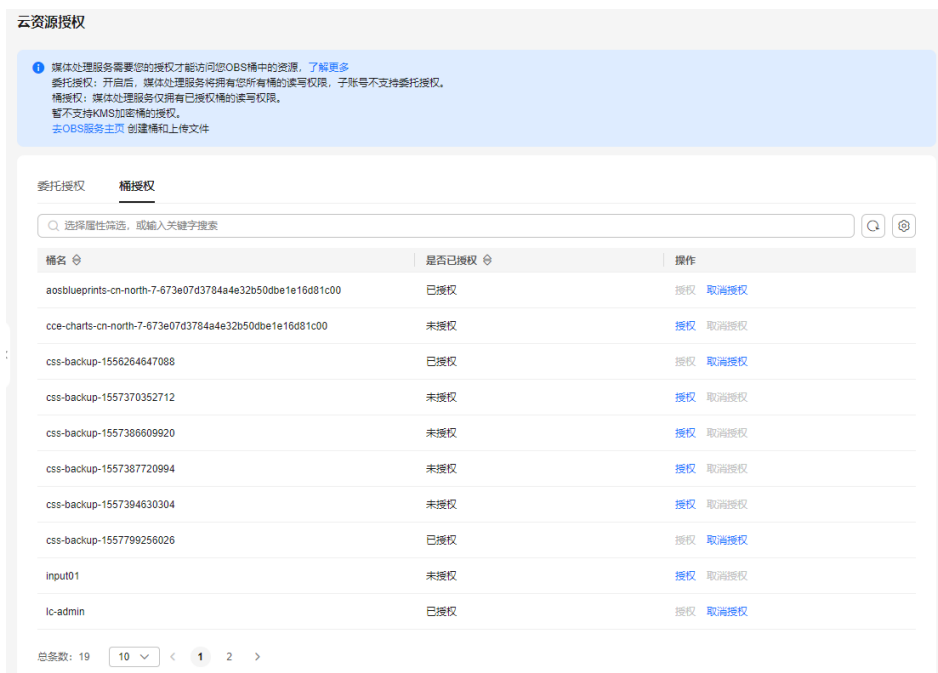 云资源授权
媒体处理服务需要您的授权才能访问您OBS桶中的资源，了解更多
委托授权：开启后，媒体处理服务将拥有您所有桶的读写权限，子账号不支持委托授权。
桶授权：媒体处理服务仅拥有已授权桶的读写权限。
暂不支持KMS加密桶的授权。
去OBS服务主页 创建桶和上传文件
委托授权 桶授权
选择属性筛选，或输入关键字搜索
桶名 是否已授权 操作
aosblueprints-cn-north-7-673e07d3784a4e32b50dbe1e16d81c00 已授权 授权 取消授权
cce-charts-cn-north-7-673e07d3784a4e32b50dbe1e16d81c00 未授权 授权 取消授权
css-backup-1556264647088 已授权 授权 取消授权
css-backup-1557370352712 未授权 授权 取消授权
css-backup-1557386609920 未授权 授权 取消授权
css-backup-1557387720994 未授权 授权 取消授权
css-backup-1557394630304 未授权 授权 取消授权
css-backup-1557799256026 已授权 授权 取消授权
input01 未授权 授权 取消授权
lc-admin 已授权 授权 取消授权
总条数：19 10 1 2